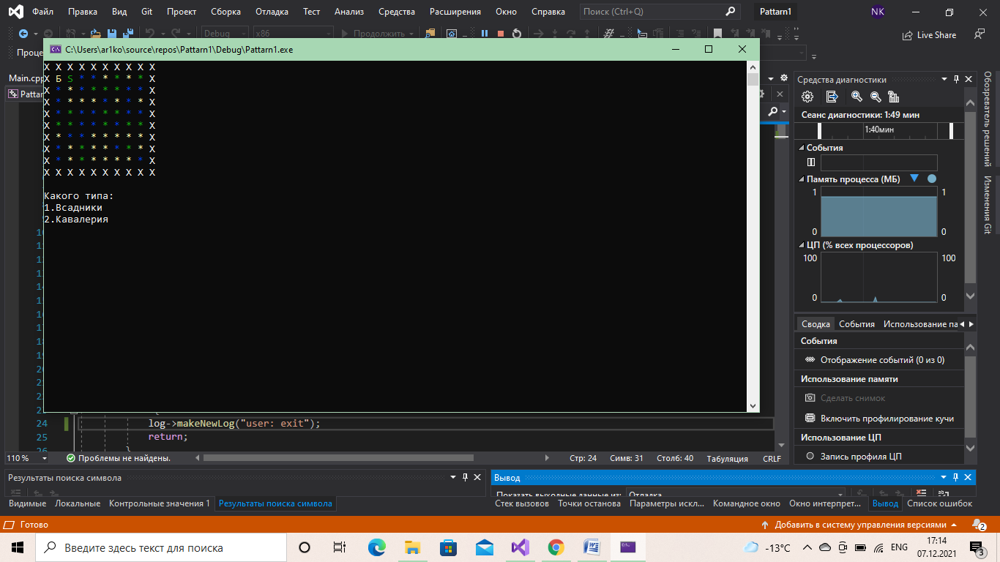 Файл Правка Вид Git Проект Сборка Отладка Тест Анализ Средства Расширения Окно Справка Поиск (Ctrl+Q) Pattarn1 NK
Debug x86 Продолжить Live Share
Проце
C:\Users\ar1ko\source\repos\Pattarn1\Debug\Pattarn1.exe
Main.cpp
Pattar
X X X X X X X X X X
X Б S * * * * * * X
X * * * * * * * * X
X * * * * * * * * X
X * * * * * * * * X
X * * * * * * * * X
X * * * * * * * * X
X * * * * * * * * X
X * * * * * * * * X
X X X X X X X X X X
Какого типа:
1.Всадники
2.Кавалерия
24 log->makeNewLog("user: exit");
25 return;
26 }
110 % Проблемы не найдены. Стр: 24 Симв: 31 Столб: 40 Табуляция CRLF
Средства диагностики
Сеанс диагностики: 1:49 мин
1:40мин
События
Память процесса (МБ)
1 1
0 0
ЦП (% всех процессоров)
100 100
0 0
Сводка События Использование па
События
Отображение событий (0 из 0)
Использование памяти
Сделать снимок
Включить профилирование кучи
Использование ЦП
Запись профиля ЦП
Обозреватель решений
Изменения Git
Результаты поиска символа
Вывод
Показать выходные данные из: Отладка
Видимые Локальные Контрольные значения 1 Результаты поиска символа
Стек вызовов Точки останова Параметры искл... Командное окно Окно интерпрет... Вывод Список ошибок
Готово Добавить в систему управления версиями 2
Введите здесь текст для поиска -13°C ENG 17:14
07.12.2021 3